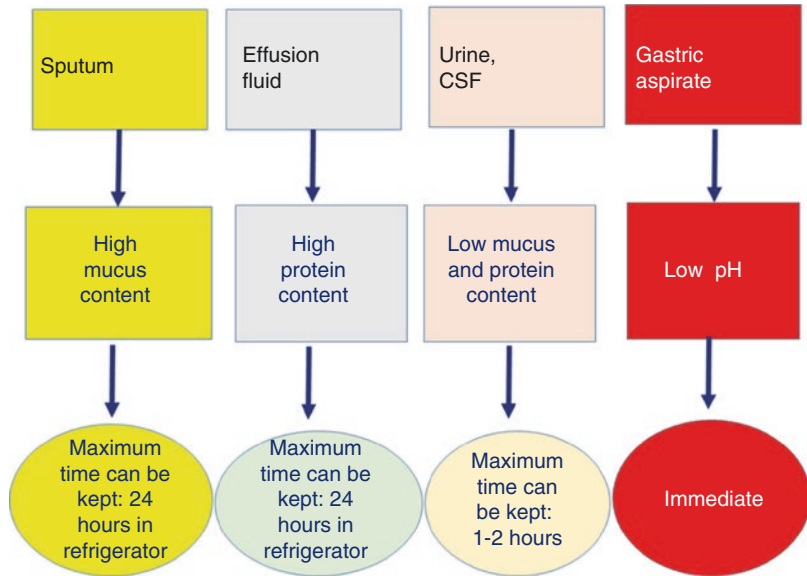 Sputum
Effusion
fluid
Urine,
CSF
Gastric
aspirate
High
mucus
content
High
protein
content
Low mucus
and protein
content
Low pH
Maximum
time can be
kept: 24
hours in
refrigerator
Maximum
time can be
kept: 24
hours in
refrigerator
Maximum
time can
be kept:
1-2 hours
Immediate